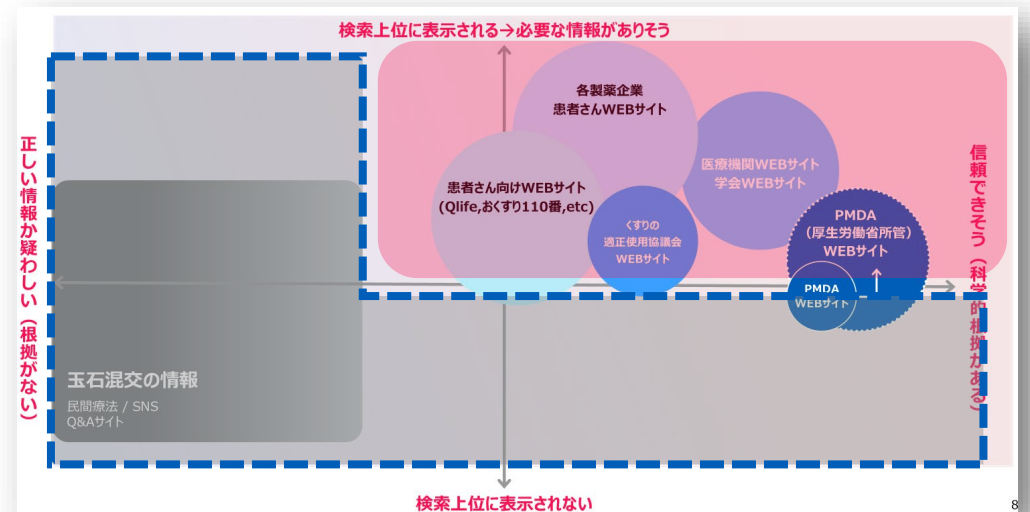 検索上位に表示される→必要な情報がありそう
正しい情報か疑わしい（根拠がない）
各製薬企業
患者さんWEBサイト
医療機関WEBサイト
学会WEBサイト
患者さん向けWEBサイト
(Qlife,おくすり110番,etc)
くすりの
適正使用協議会
WEBサイト
PMDA
（厚生労働省所管）
WEBサイト
PMDA
WEBサイト
信頼できそう（科学的根拠がある）
玉石混交の情報
民間療法 / SNS
Q&Aサイト
検索上位に表示されない
8